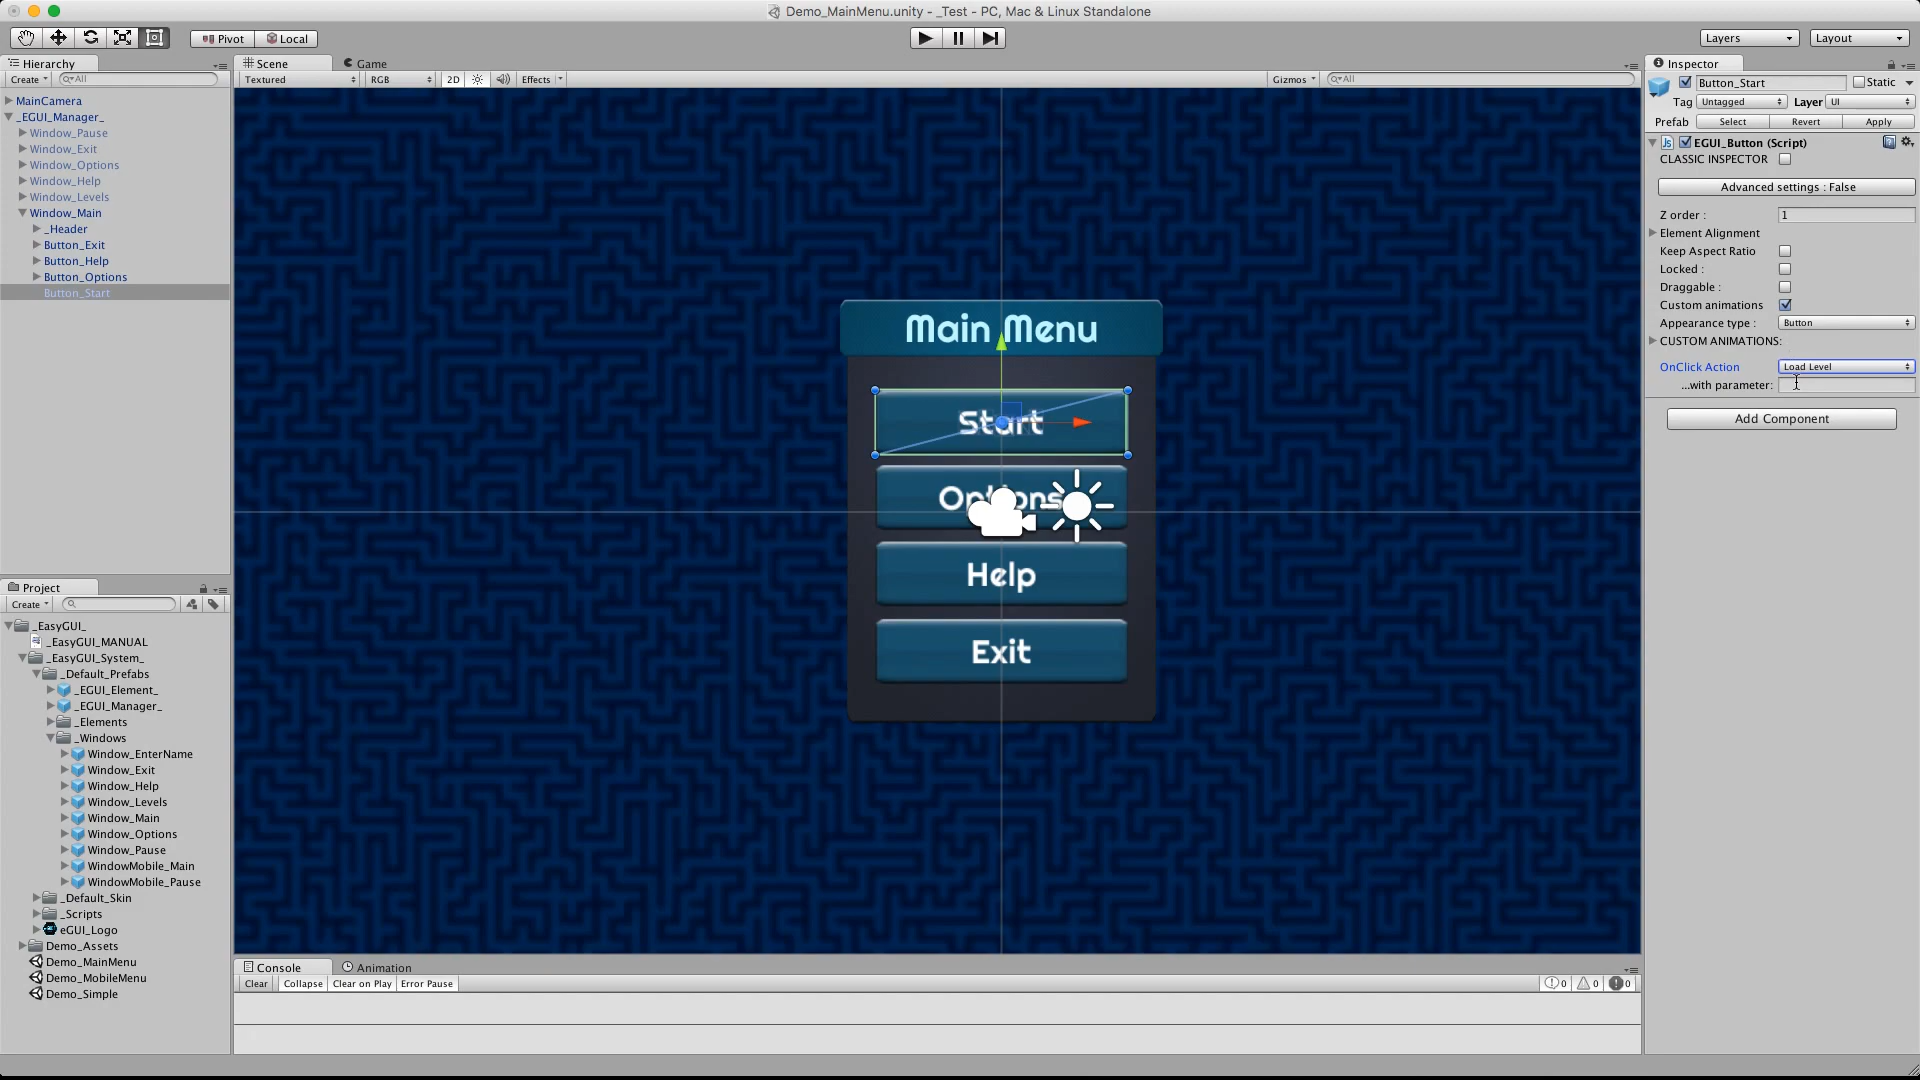 Demo_MainMenu.unity - _Test - PC, Mac & Linux Standalone
Pivot Local Layers Layout
Hierarchy
Create All
MainCamera
_EGUI_Manager_
Window_Pause
Window_Exit
Window_Options
Window_Help
Window_Levels
Window_Main
_Header
Button_Exit
Button_Help
Button_Options
Button_Start
Project
Create
_EasyGUI_
_EasyGUI_MANUAL
_EasyGUI_System_
_Default_Prefabs
_EGUI_Element_
_EGUI_Manager_
_Elements
_Windows
Window_EnterName
Window_Exit
Window_Help
Window_Levels
Window_Main
Window_Options
Window_Pause
WindowMobile_Main
WindowMobile_Pause
_Default_Skin
_Scripts
eGUI_Logo
Demo_Assets
Demo_MainMenu
Demo_MobileMenu
Demo_Simple
Scene Game
Textured RGB 2D Effects Gizmos All
Main Menu
Start
Options
Help
Exit
Console Animation
Clear Collapse Clear on Play Error Pause 0 0 0
Inspector
Button_Start Static
Tag Untagged Layer UI
Prefab Select Revert Apply
EGUI_Button (Script)
CLASSIC INSPECTOR
Advanced settings : False
Z order : 1
Element Alignment
Keep Aspect Ratio
Locked :
Draggable :
Custom animations
Appearance type : Button
CUSTOM ANIMATIONS:
OnClick Action Load Level
...with parameter:
Add Component